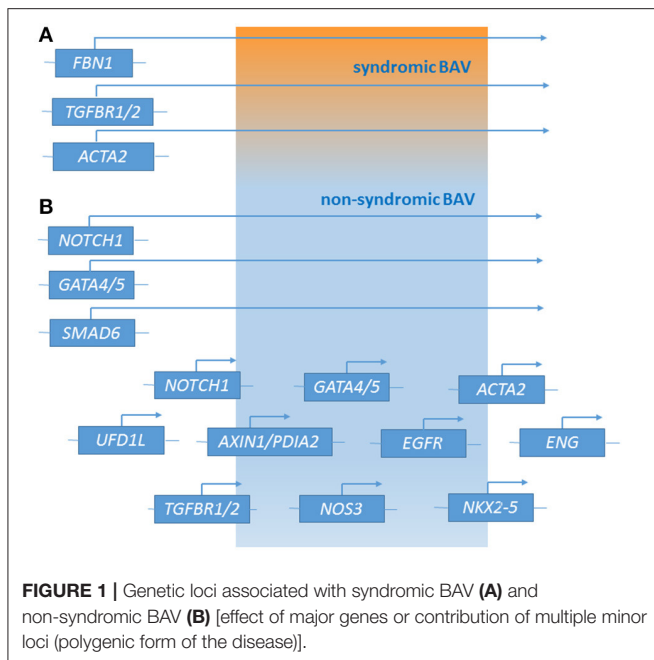 A
FBN1
syndromic BAV
TGFBR1/2
ACTA2
B
non-syndromic BAV
NOTCH1
GATA4/5
SMAD6
NOTCH1 GATA4/5 ACTA2
UFD1L AXIN1/PDIA2 EGFR ENG
TGFBR1/2 NOS3 NKX2-5
FIGURE 1 | Genetic loci associated with syndromic BAV (A) and
non-syndromic BAV (B) [effect of major genes or contribution of multiple minor
loci (polygenic form of the disease)].